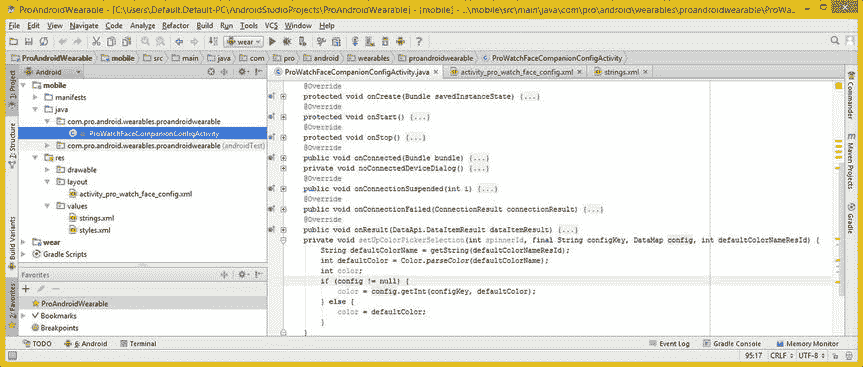 ProAndroidWearable - [C:\Users\Default.Default-PC\AndroidStudioProjects\ProAndroidWearable] - [mobile] - ...\mobile\src\main\java\com\pro\android\wearables\proandroidwearable\ProWa...
File Edit View Navigate Code Analyze Refactor Build Run Tools VCS Window Help
wear
ProAndroidWearable mobile src main java com pro android wearables proandroidwearable ProWatchFaceCompanionConfigActivity
Android
ProWatchFaceCompanionConfigActivity.java activity_pro_watch_face_config.xml strings.xml
1: Project
Z: Structure
Build Variants
2: Favorites
mobile
manifests
java
com.pro.android.wearables.proandroidwearable
ProWatchFaceCompanionConfigActivity
com.pro.android.wearables.proandroidwearable (androidTest)
res
drawable
layout
activity_pro_watch_face_config.xml
values
strings.xml
styles.xml
wear
Gradle Scripts
Favorites
ProAndroidWearable
Bookmarks
Breakpoints
@Override
protected void onCreate(Bundle savedInstanceState) {...}
@Override
protected void onStart() {...}
@Override
protected void onStop() {...}
@Override
public void onConnected(Bundle bundle) {...}
private void noConnectedDeviceDialog() {...}
@Override
public void onConnectionSuspended(int i) {...}
@Override
public void onConnectionFailed(ConnectionResult connectionResult) {...}
@Override
public void onResult(DataApi.DataItemResult dataItemResult) {...}
private void setUpColorPickerSelection(int spinnerId, final String configKey, DataMap config, int defaultColorNameResId) {
String defaultColorName = getString(defaultColorNameResId);
int defaultColor = Color.parseColor(defaultColorName);
int color;
if (config != null) {
color = config.getInt(configKey, defaultColor);
} else {
color = defaultColor;
}
}
Commander
Maven Projects
Gradle
TODO 6: Android Terminal Event Log Gradle Console Memory Monitor
95:17 CRLF UTF-8